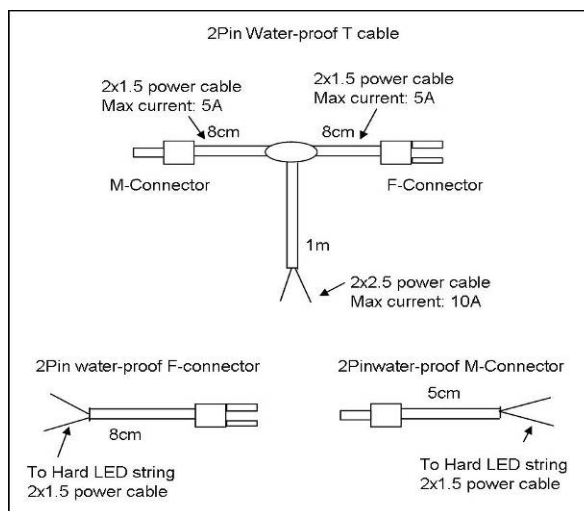 2Pin Water-proof T cable
2x1.5 power cable
Max current: 5A
2x1.5 power cable
Max current: 5A
8cm
8cm
M-Connector
F-Connector
1m
2x2.5 power cable
Max current: 10A
2Pin water-proof F-connector
8cm
To Hard LED string
2x1.5 power cable
2Pinwater-proof M-Connector
5cm
To Hard LED string
2x1.5 power cable